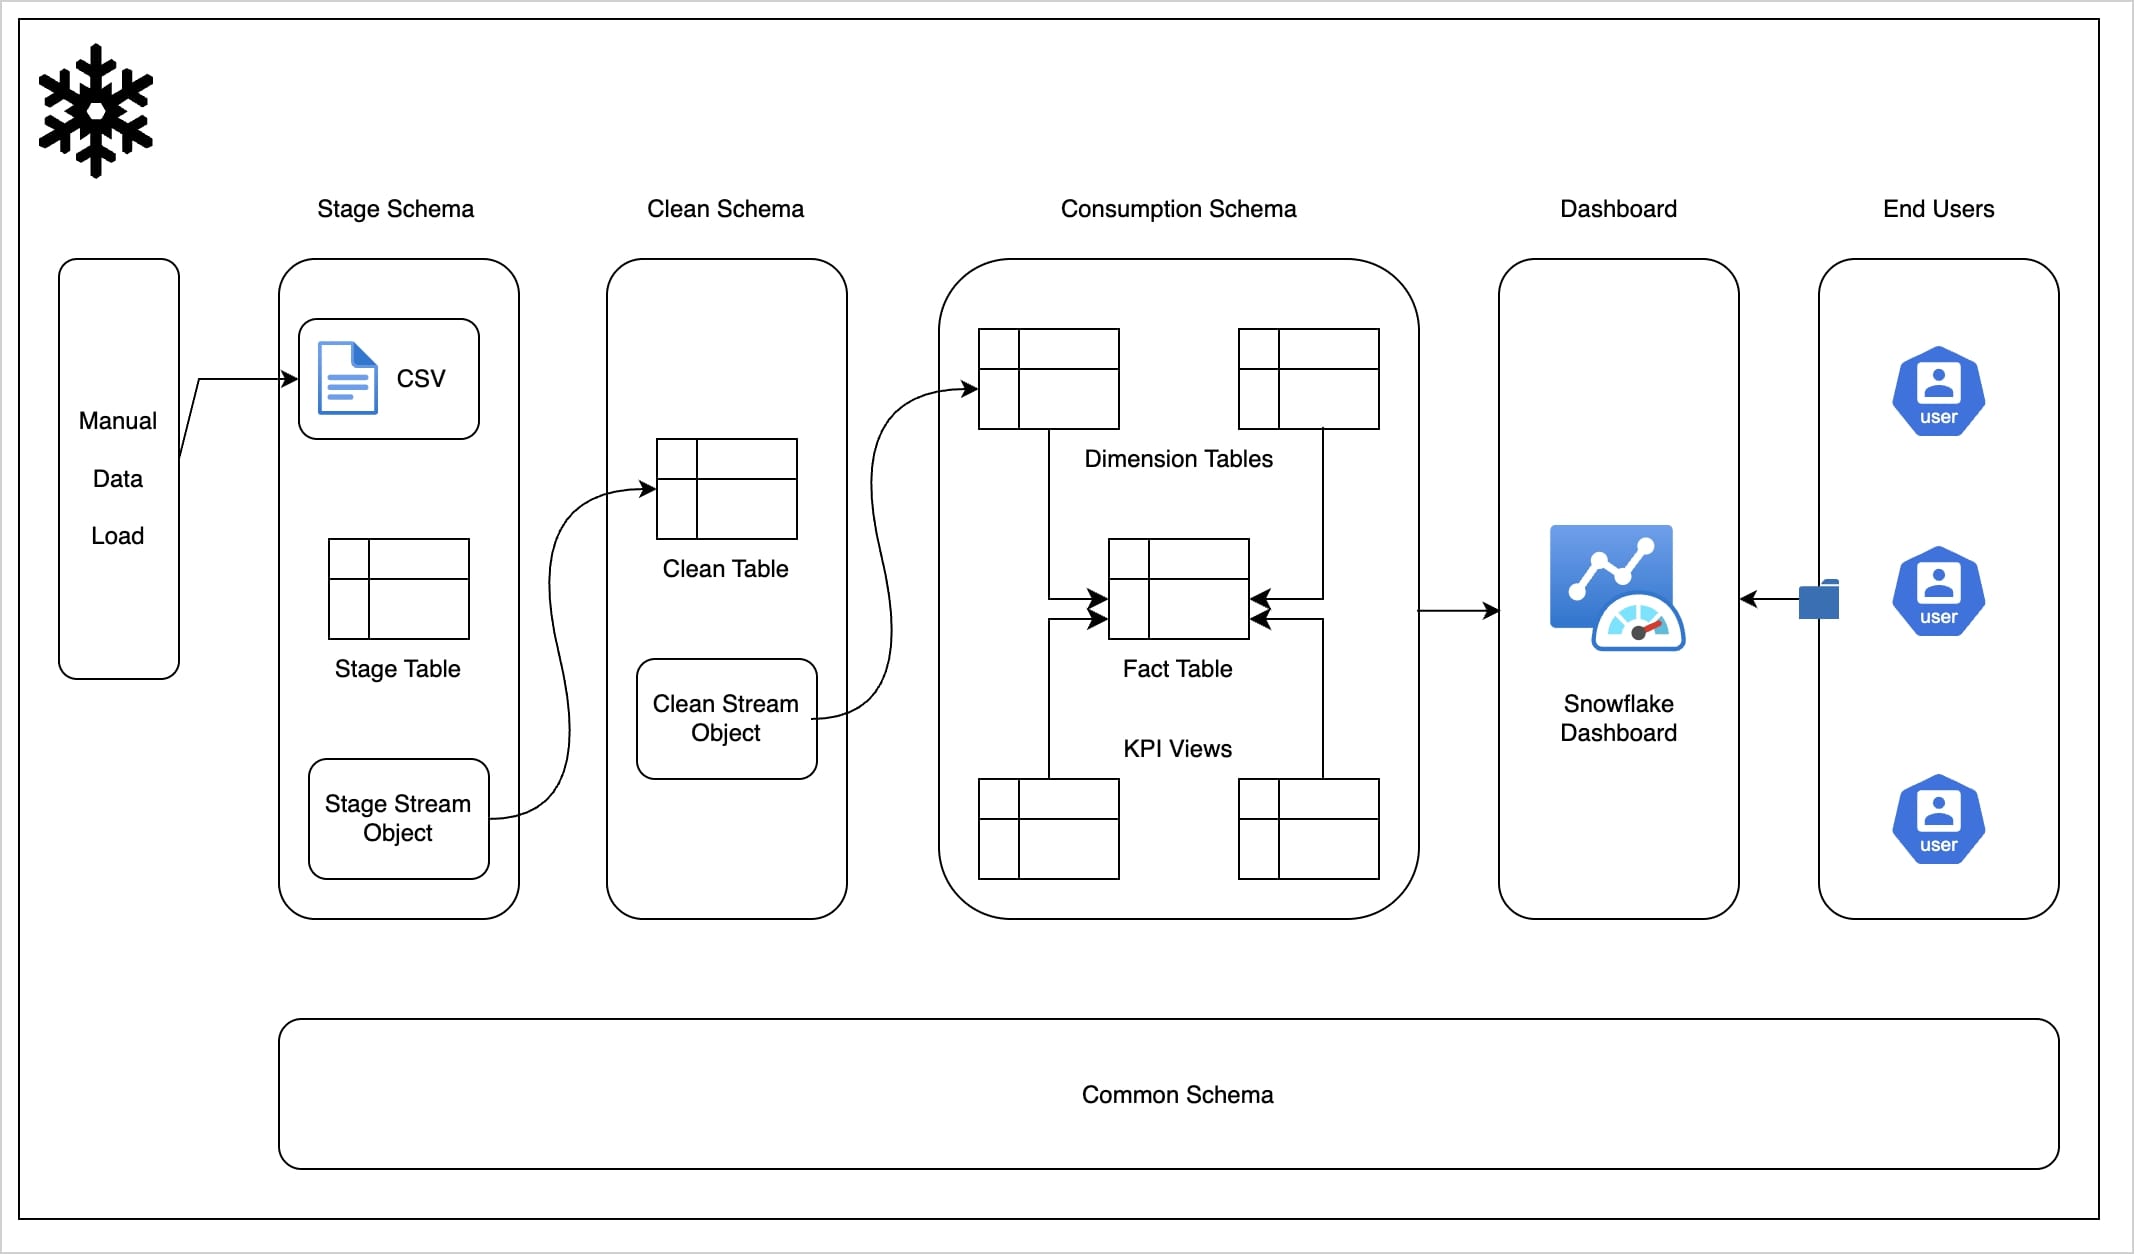 Stage Schema
Clean Schema
Consumption Schema
Dashboard
End Users
Manual
Data
Load
CSV
Stage Table
Stage Stream
Object
Clean Table
Clean Stream
Object
Dimension Tables
Fact Table
KPI Views
Snowflake
Dashboard
user
user
user
Common Schema